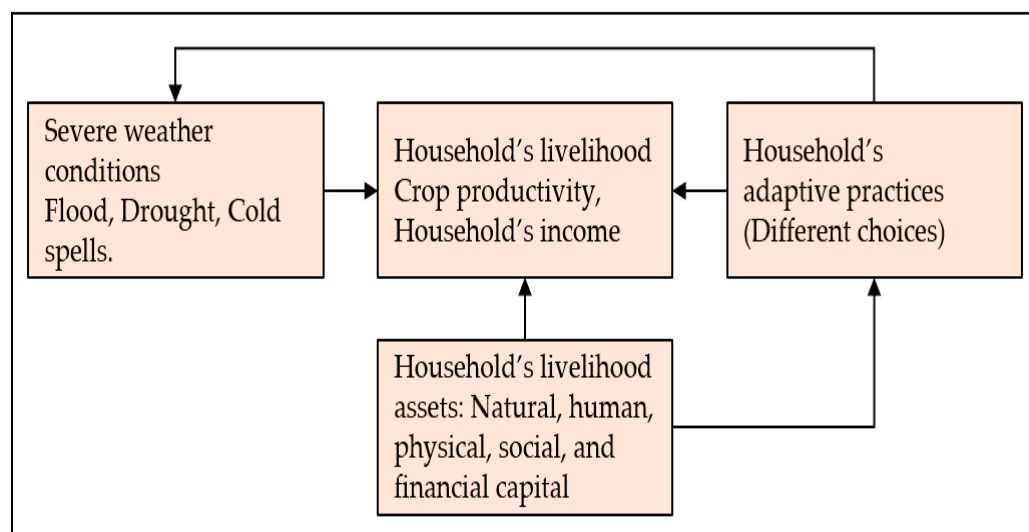 Severe weather
conditions
Flood, Drought, Cold
spells.
Household’s livelihood
Crop productivity,
Household’s income
Household’s
adaptive practices
(Different choices)
Household’s livelihood
assets: Natural, human,
physical, social, and
financial capital